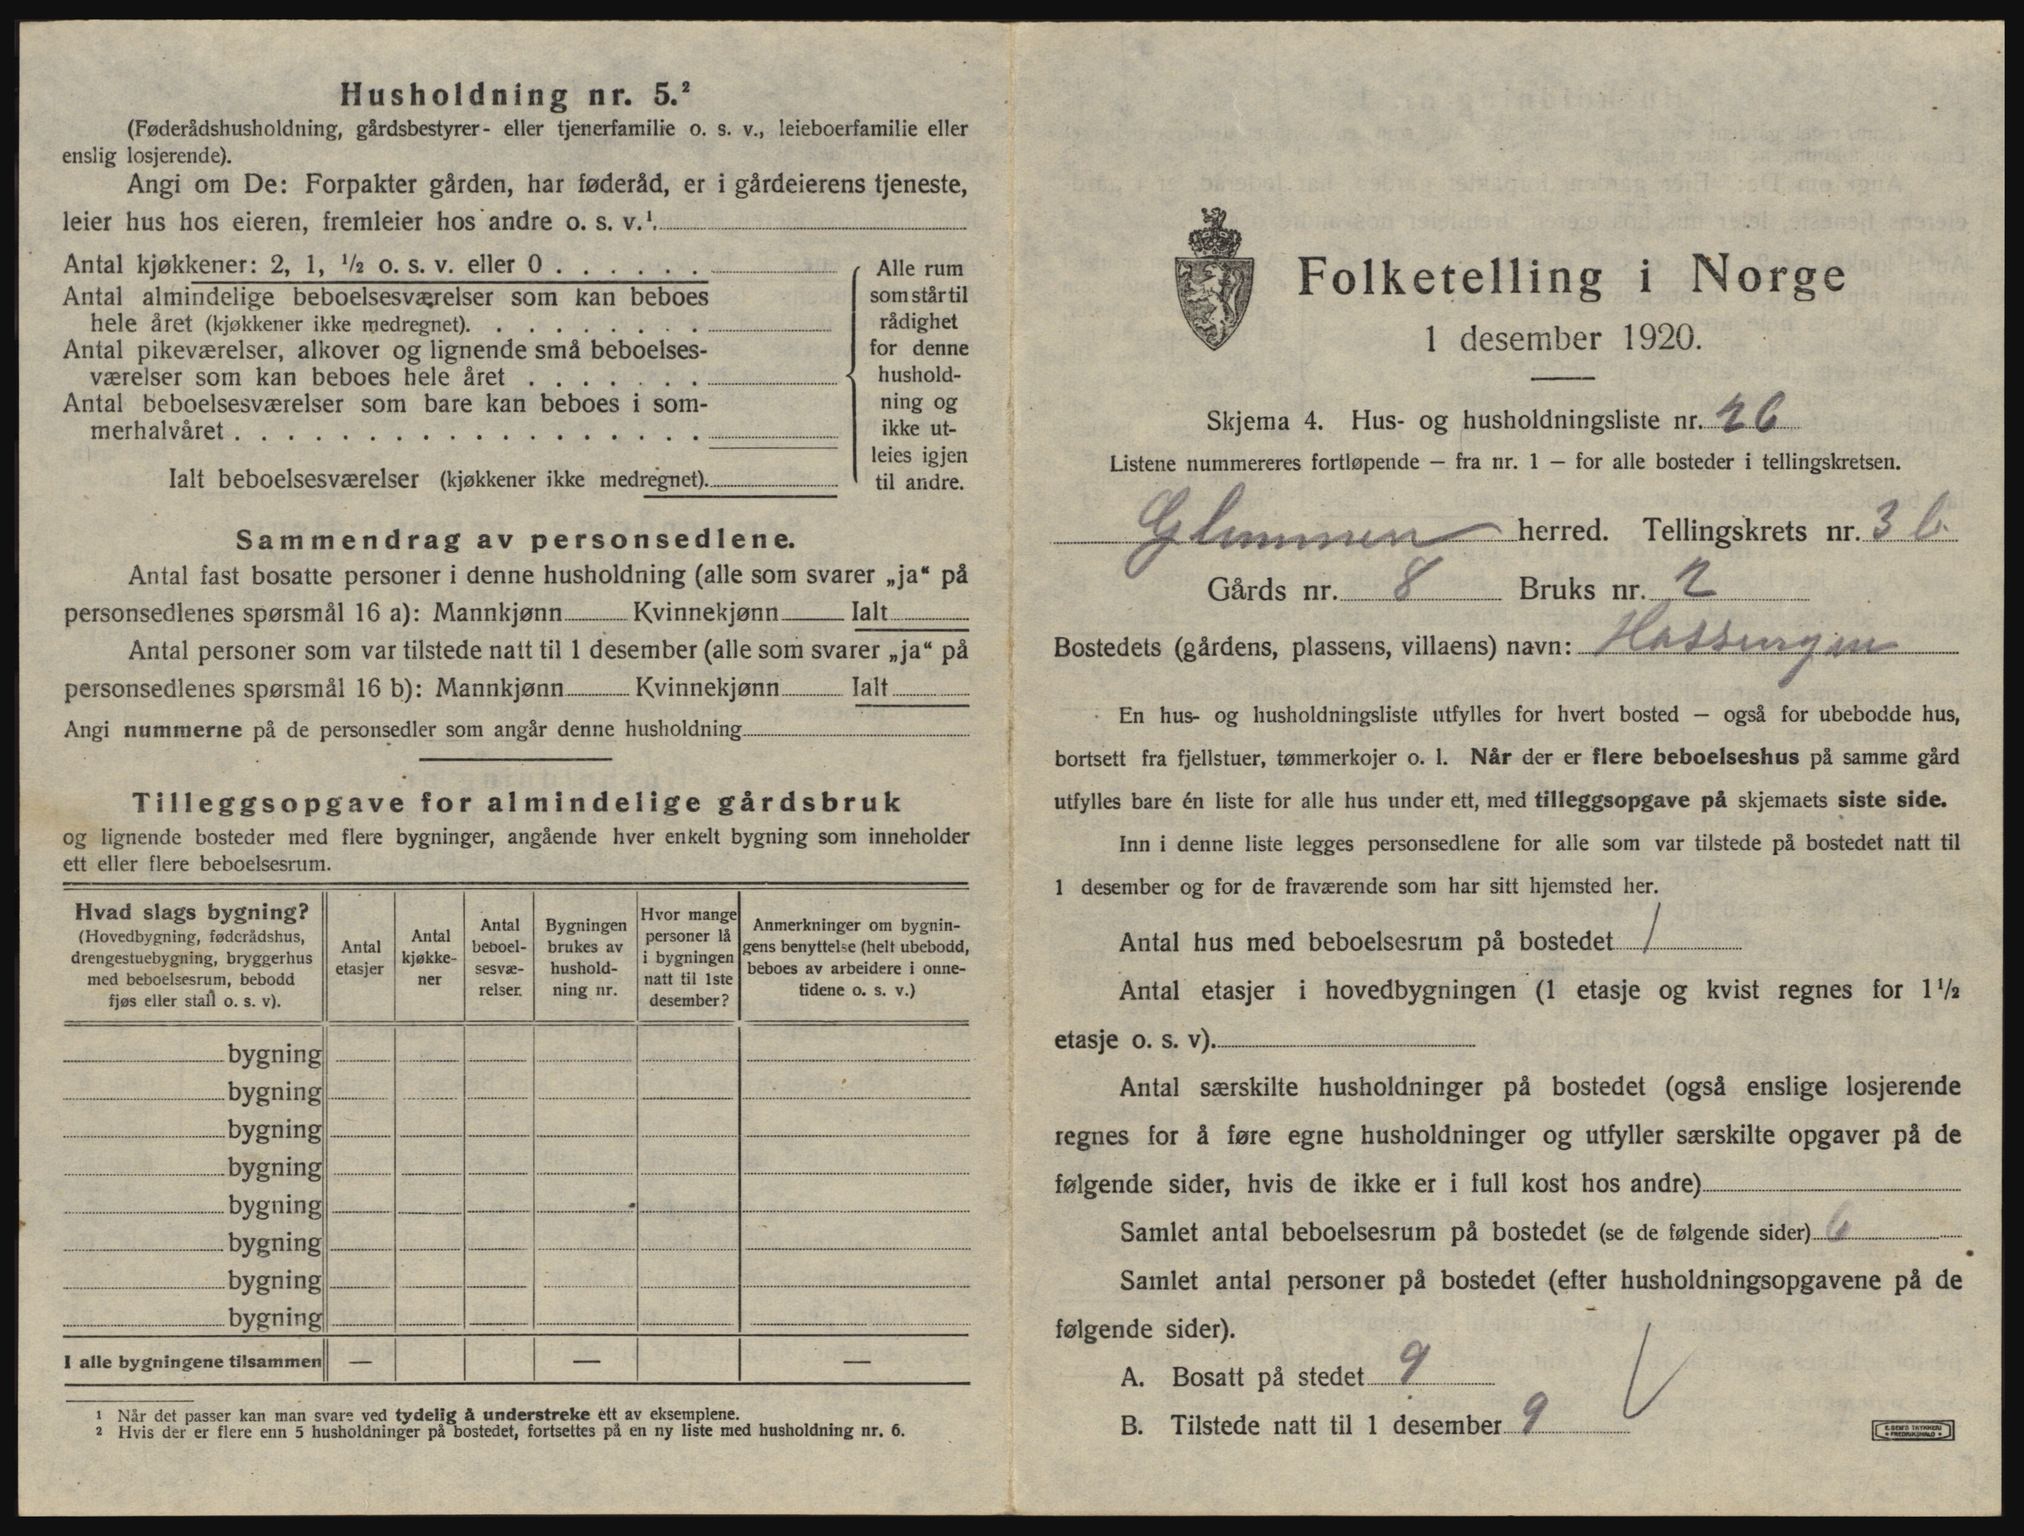 Husholdning nr. 5.²
(Føderådshusholdning, gårdsbestyrer- eller tjenerfamilie o. s. v., leieboerfamilie eller
enslig losjerende).
Angi om De: Forpakter gården, har føderåd, er i gårdeierens tjeneste,
leier hus hos eieren, fremleier hos andre o. s. v.¹.
Antal kjøkkener: 2, 1, ½ o. s. v. eller 0 . . . . . .
Antal almindelige beboelsesværelser som kan beboes
hele året (kjøkkener ikke medregnet). . . . . . . . .
Antal pikeværelser, alkover og lignende små beboelses-
værelser som kan beboes hele året . . . . . . .
Antal beboelsesværelser som bare kan beboes i som-
merhalvåret . . . . . . . . . . . . . . . . .
Ialt beboelsesværelser (kjøkkener ikke medregnet).
Alle rum
som står til
rådighet
for denne
hushold-
ning og
ikke ut-
leies igjen
til andre.
Sammendrag av personsedlene.
Antal fast bosatte personer i denne husholdning (alle som svarer „ja“ på
personsedlenes spørsmål 16 a): Mannkjønn Kvinnekjønn Ialt
Antal personer som var tilstede natt til 1 desember (alle som svarer „ja“ på
personsedlenes spørsmål 16 b): Mannkjønn Kvinnekjønn Ialt
Angi nummerne på de personsedler som angår denne husholdning
Tilleggsopgave for almindelige gårdsbruk
og lignende bosteder med flere bygninger, angående hver enkelt bygning som inneholder
ett eller flere beboelsesrum.
Hvad slags bygning?
(Hovedbygning, føderådshus,
drengestuebygning, bryggerhus
med beboelsesrum, bebodd
fjøs eller stall o. s. v).
Antal
etasjer
Antal
kjøkke-
ner
Antal
beboel-
sesvæ-
relser.
Bygningen
brukes av
hushold-
ning nr.
Hvor mange
personer lå
i bygningen
natt til 1ste
desember?
Anmerkninger om bygnin-
gens benyttelse (helt ubebodd,
beboes av arbeidere i onne-
tidene o. s. v.)
bygning
bygning
bygning
bygning
bygning
bygning
bygning
bygning
I alle bygningene tilsammen — — —
¹ Når det passer kan man svare ved tydelig å understreke ett av eksemplene.
² Hvis der er flere enn 5 husholdninger på bostedet, fortsettes på en ny liste med husholdning nr. 6.
Folketelling i Norge
1 desember 1920.
Skjema 4. Hus- og husholdningsliste nr. 26
Listene nummereres fortløpende — fra nr. 1 — for alle bosteder i tellingskretsen.
Glemmen herred. Tellingskrets nr. 3 b.
Gårds nr. 8 Bruks nr. 2
Bostedets (gårdens, plassens, villaens) navn:
En hus- og husholdningsliste utfylles for hvert bosted — også for ubebodde hus,
bortsett fra fjellstuer, tømmerkojer o. l. Når der er flere beboelseshus på samme gård
utfylles bare én liste for alle hus under ett, med tilleggsopgave på skjemaets siste side.
Inn i denne liste legges personsedlene for alle som var tilstede på bostedet natt til
1 desember og for de fraværende som har sitt hjemsted her.
Antal hus med beboelsesrum på bostedet 1
Antal etasjer i hovedbygningen (1 etasje og kvist regnes for 1½
etasje o. s. v).
Antal særskilte husholdninger på bostedet (også enslige losjerende
regnes for å føre egne husholdninger og utfyller særskilte opgaver på de
følgende sider, hvis de ikke er i full kost hos andre)
Samlet antal beboelsesrum på bostedet (se de følgende sider) 6
Samlet antal personer på bostedet (efter husholdningsopgavene på de
følgende sider).
A. Bosatt på stedet 9
B. Tilstede natt til 1 desember 9